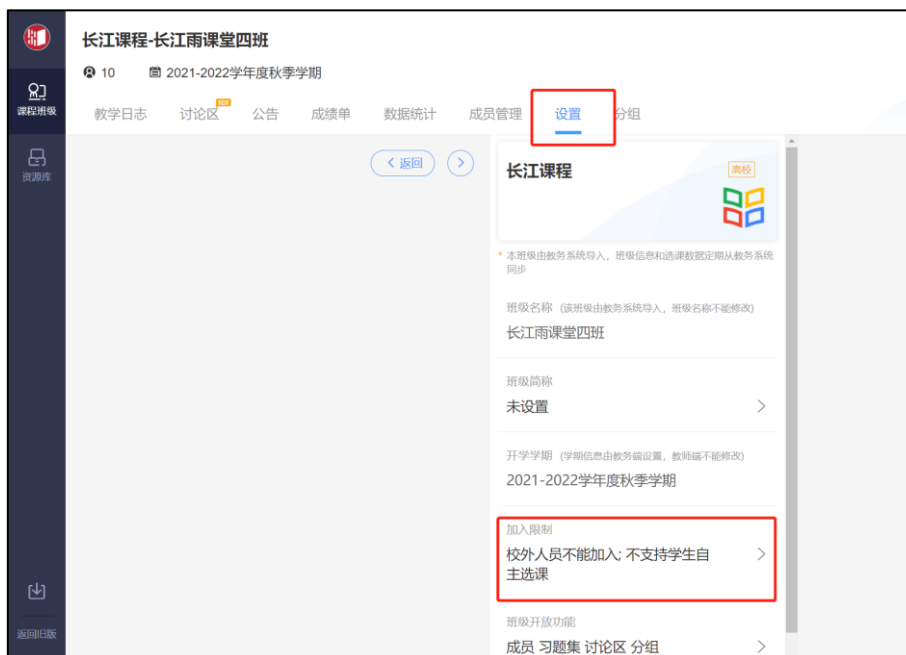 长江课程-长江雨课堂四班
10 2021-2022学年度秋季学期
课程班级
教学日志 讨论区 NEW 公告 成绩单 数据统计 成员管理 设置 分组
资源库
返回
长江课程
高校
* 本班级由教务系统导入，班级信息和选课数据定期从教务系统
同步
班级名称 (该班级由教务系统导入，班级名称不能修改)
长江雨课堂四班
班级简称
未设置
开学学期 (学期信息由教务端设置，教师端不能修改)
2021-2022学年度秋季学期
加入限制
校外人员不能加入; 不支持学生自
主选课
班级开放功能
成员 习题集 讨论区 分组
返回旧版